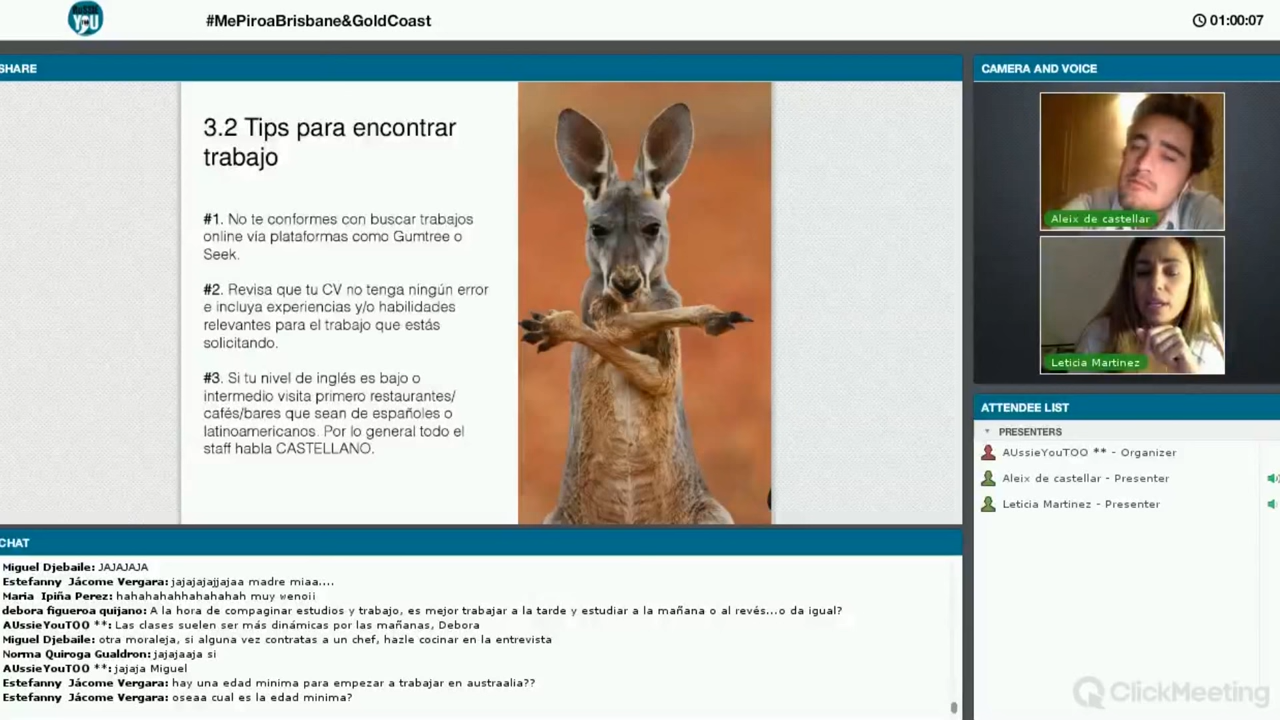 AUSSIE
YOU
#MePiroaBrisbane&GoldCoast
01:00:07
SHARE
CAMERA AND VOICE
3.2 Tips para encontrar
trabajo
#1. No te conformes con buscar trabajos
online vía plataformas como Gumtree o
Seek.
#2. Revisa que tu CV no tenga ningún error
e incluya experiencias y/o habilidades
relevantes para el trabajo que estás
solicitando.
#3. Si tu nivel de inglés es bajo o
intermedio visita primero restaurantes/
cafés/bares que sean de españoles o
latinoamericanos. Por lo general todo el
staff habla CASTELLANO.
Aleix de castellar
Leticia Martinez
ATTENDEE LIST
PRESENTERS
AUssieYouTOO ** - Organizer
Aleix de castellar - Presenter
Leticia Martinez - Presenter
CHAT
Miguel Djebaile: JAJAJAJA
Estefanny Jácome Vergara: jajajajajjajaa madre miaa....
Maria Ipiña Perez: hahahahahhahahahah muy wenoii
debora figueroa quijano: A la hora de compaginar estudios y trabajo, es mejor trabajar a la tarde y estudiar a la mañana o al revés...o da igual?
AUssieYouTOO **: Las clases suelen ser más dinámicas por las mañanas, Debora
Miguel Djebaile: otra moraleja, si alguna vez contratas a un chef, hazle cocinar en la entrevista
Norma Quiroga Gualdron: jajajaaja si
AUssieYouTOO **: jajaja Miguel
Estefanny Jácome Vergara: hay una edad minima para empezar a trabajar en austraalia??
Estefanny Jácome Vergara: oseaa cual es la edad minima?
ClickMeeting